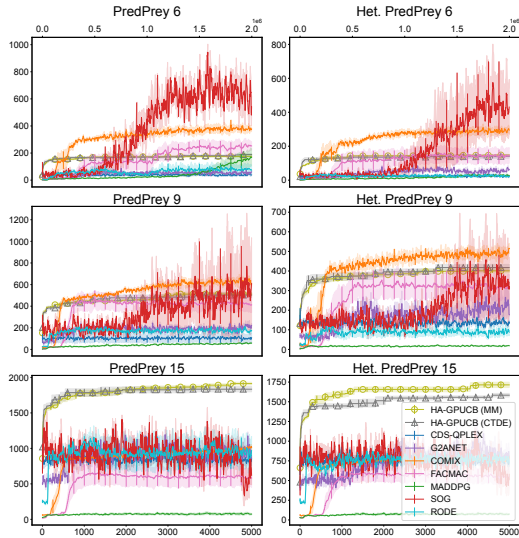 PredPrey 6
Het. PredPrey 6
0.0 0.5 1.0 1.5 2.0
1e6
0.0 0.5 1.0 1.5 2.0
1e6
1000
800
600
400
200
0
800
600
400
200
0
PredPrey 9
Het. PredPrey 9
1200
1000
800
600
400
200
0
700
600
500
400
300
200
100
0
PredPrey 15
Het. PredPrey 15
2000
1500
1000
500
0
1750
1500
1250
1000
750
500
250
0
HA-GPUCB (MM)
HA-GPUCB (CTDE)
CDS-QPLEX
G2ANET
COMIX
FACMAC
MADDPG
SOG
RODE
0 1000 2000 3000 4000 5000
0 1000 2000 3000 4000 5000